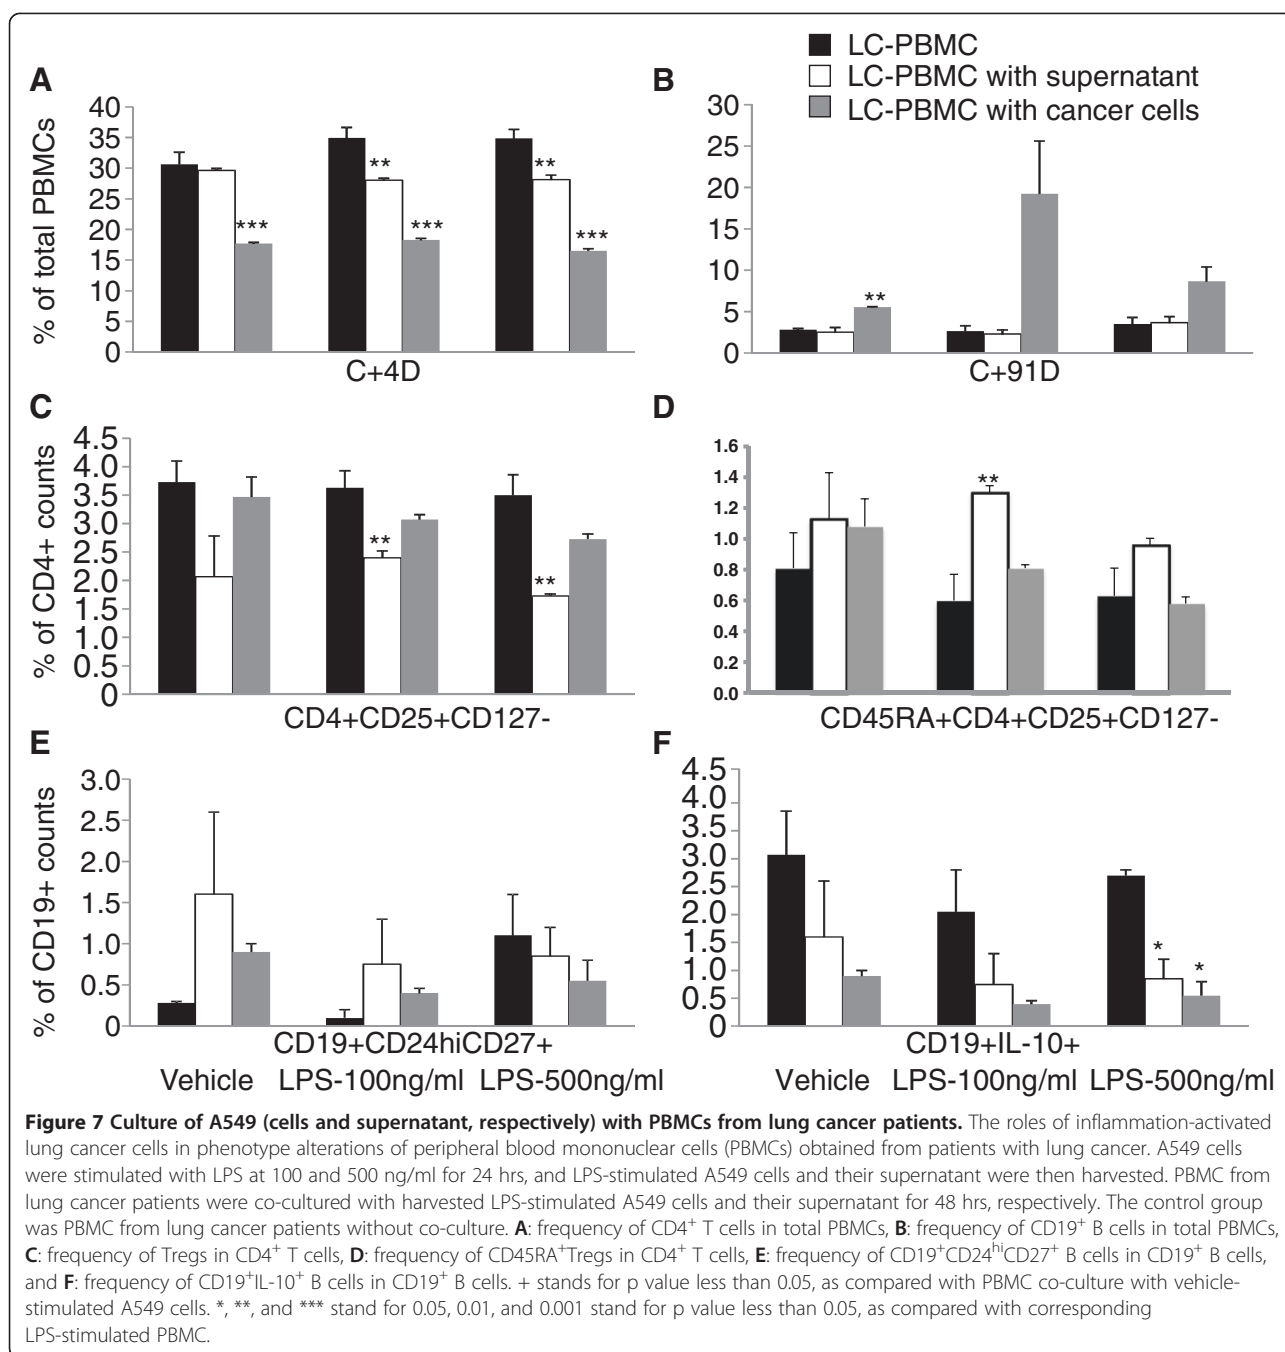 LC-PBMC
LC-PBMC with supernatant
LC-PBMC with cancer cells
A
% of total PBMCs
40
35
30
25
20
15
10
5
0
***
**
***
**
***
C+4D
B
30
25
20
15
10
5
0
**
C+91D
C
% of CD4+ counts
4.5
4.0
3.5
3.0
2.5
2.0
1.5
1.0
0.5
0
**
**
CD4+CD25+CD127-
D
1.6
1.4
1.2
1.0
0.8
0.6
0.4
0.2
0.0
**
CD45RA+CD4+CD25+CD127-
E
% of CD19+ counts
3.0
2.5
2.0
1.5
1.0
0.5
0
CD19+CD24hiCD27+
Vehicle LPS-100ng/ml LPS-500ng/ml
F
4.5
4.0
3.5
3.0
2.5
2.0
1.5
1.0
0.5
0
*
*
CD19+IL-10+
Vehicle LPS-100ng/ml LPS-500ng/ml
Figure 7 Culture of A549 (cells and supernatant, respectively) with PBMCs from lung cancer patients. The roles of inflammation-activated
lung cancer cells in phenotype alterations of peripheral blood mononuclear cells (PBMCs) obtained from patients with lung cancer. A549 cells
were stimulated with LPS at 100 and 500 ng/ml for 24 hrs, and LPS-stimulated A549 cells and their supernatant were then harvested. PBMC from
lung cancer patients were co-cultured with harvested LPS-stimulated A549 cells and their supernatant for 48 hrs, respectively. The control group
was PBMC from lung cancer patients without co-culture. A: frequency of CD4+ T cells in total PBMCs, B: frequency of CD19+ B cells in total PBMCs,
C: frequency of Tregs in CD4+ T cells, D: frequency of CD45RA+Tregs in CD4+ T cells, E: frequency of CD19+CD24hiCD27+ B cells in CD19+ B cells,
and F: frequency of CD19+IL-10+ B cells in CD19+ B cells. + stands for p value less than 0.05, as compared with PBMC co-culture with vehicle-
stimulated A549 cells. *, **, and *** stand for 0.05, 0.01, and 0.001 stand for p value less than 0.05, as compared with corresponding
LPS-stimulated PBMC.